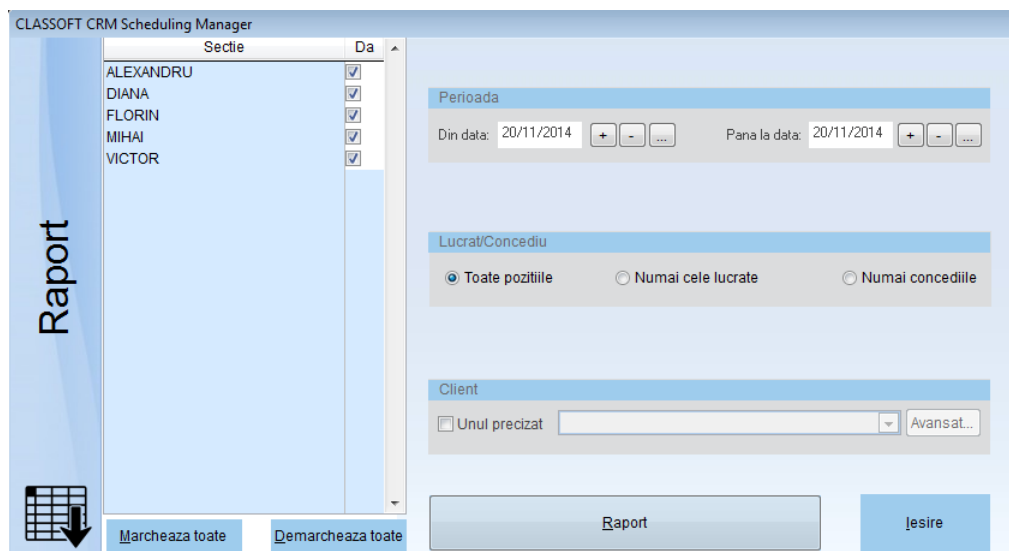 CLASSOFT CRM Scheduling Manager
Raport
Sectie Da
ALEXANDRU
DIANA
FLORIN
MIHAI
VICTOR
Marcheaza toate Demarcheaza toate
Perioada
Din data: 20/11/2014 + - ... Pana la data: 20/11/2014 + - ...
Lucrat/Concediu
Toate pozitiile Numai cele lucrate Numai concediile
Client
Unul precizat Avansat...
Raport Iesire